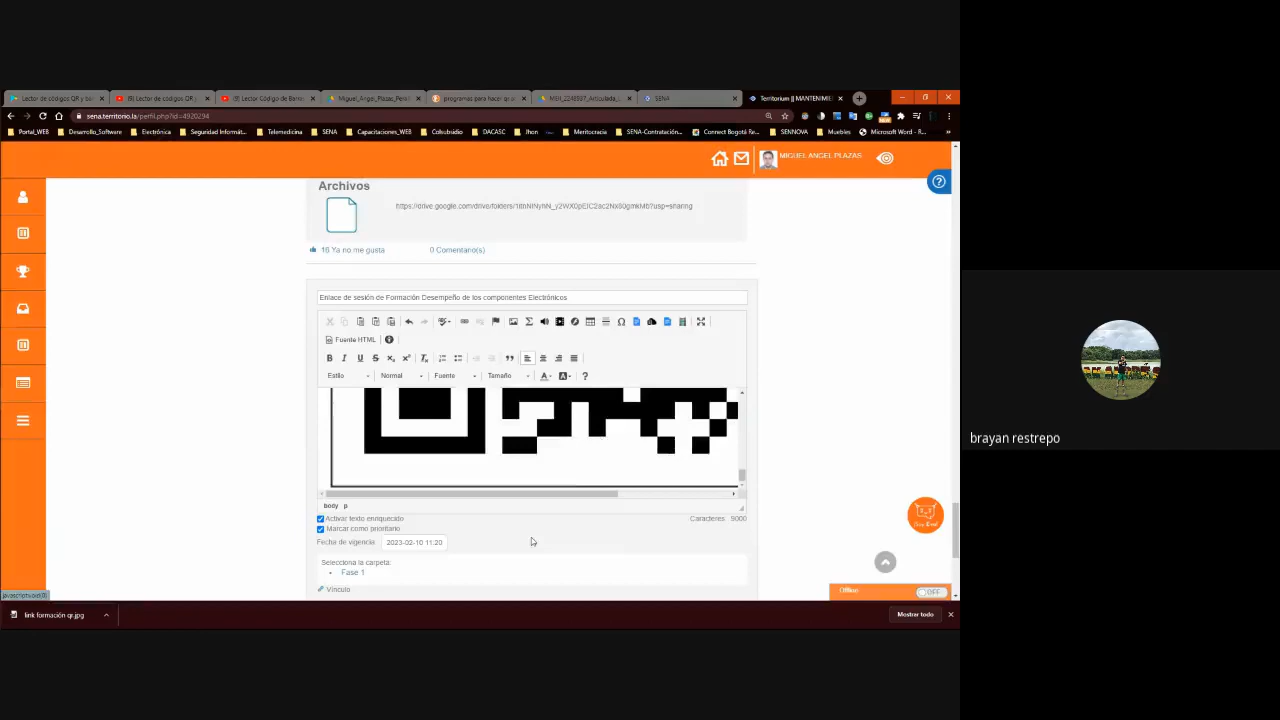 Lector de códigos QR y
Lector de códigos QR
Lector Código de Barra
Miguel_Angel_Plazas_
programas para hacer qr
SENA
Territorium || MANTENIMIE
sena.territorio.la/perfil.php?id=4920294
Portal_WEB
Desarrollo_Software
Electrónica
Seguridad Informát...
Telemedicina
SENA
Capacitaciones_WEB
Colsubsidio
DACASC
Jhon
Meritocracia
SENA-Contratación...
Connect Bogotá Re...
SENNOVA
Muebles
Microsoft Word - R...
MIGUEL ANGEL PLAZAS
Archivos
16 Ya no me gusta
0 Comentario(s)
Enlace de sesión de Formación Desempeño de los componentes Electrónicos
Fuente HTML
Estilo
Normal
Fuente
Tamaño
body p
Activar texto enriquecido
Caracteres 5000
Marcar como prioritario
Fecha de vigencia
2023-02-10 11:20
Selecciona la carpeta:
Fase 1
Vínculo
Offline
OFF
link formación qr.jpg
Mostrar todo
brayan restrepo